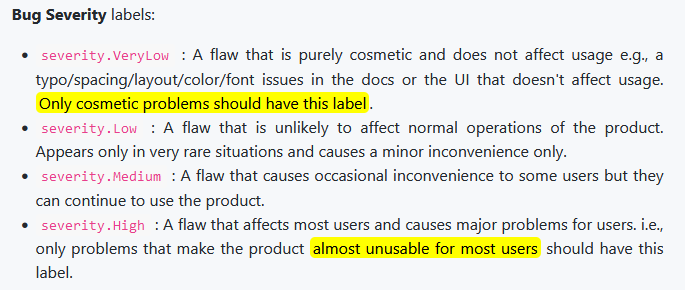 Bug Severity labels:
severity.VeryLow : A flaw that is purely cosmetic and does not affect usage e.g., a
typo/spacing/layout/color/font issues in the docs or the UI that doesn't affect usage.
Only cosmetic problems should have this label.
severity.Low : A flaw that is unlikely to affect normal operations of the product.
Appears only in very rare situations and causes a minor inconvenience only.
severity.Medium : A flaw that causes occasional inconvenience to some users but they
can continue to use the product.
severity.High : A flaw that affects most users and causes major problems for users. i.e.,
only problems that make the product almost unusable for most users should have this
label.